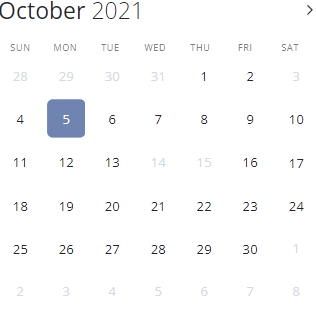 October 2021
SUN MON TUE WED THU FRI SAT
28 29 30 31 1 2 3
4 5 6 7 8 9 10
11 12 13 14 15 16 17
18 19 20 21 22 23 24
25 26 27 28 29 30 1
2 3 4 5 6 7 8